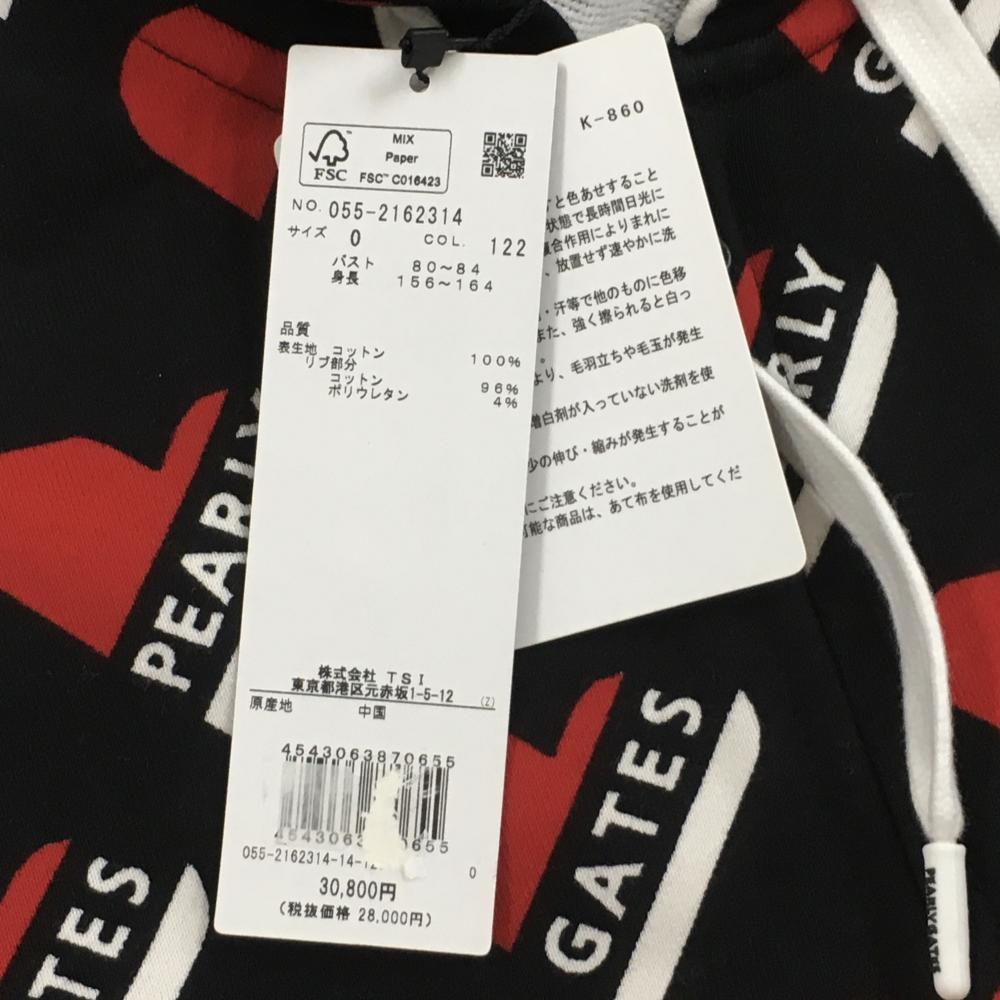 MIX
Paper
FSC™ C016423
FSC
NO. 055-2162314
サイズ 0 COL. 122
バスト 80～84
身長 156～164
品質
表生地 コットン 100%
リブ部分
コットン 96%
ポリウレタン 4%
株式会社 TSI
東京都港区元赤坂1-5-12
(Z)
原産地 中国
4543063870655
055-2162314-14-12 0
30,800円
(税抜価格 28,000円)
K-860
と色あせすること
状態で長時間日光に
合作用によりまれに
、放置せず速やかに洗
・汗等で他のものに色移
また、強く擦られると白っ
。
より、毛羽立ちや毛玉が発生
増白剤が入っていない洗剤を使
少の伸び・縮みが発生することが
にご注意ください。
可能な商品は、あて布を使用してくだ
PEARLY
GATES
RLY
G
TES